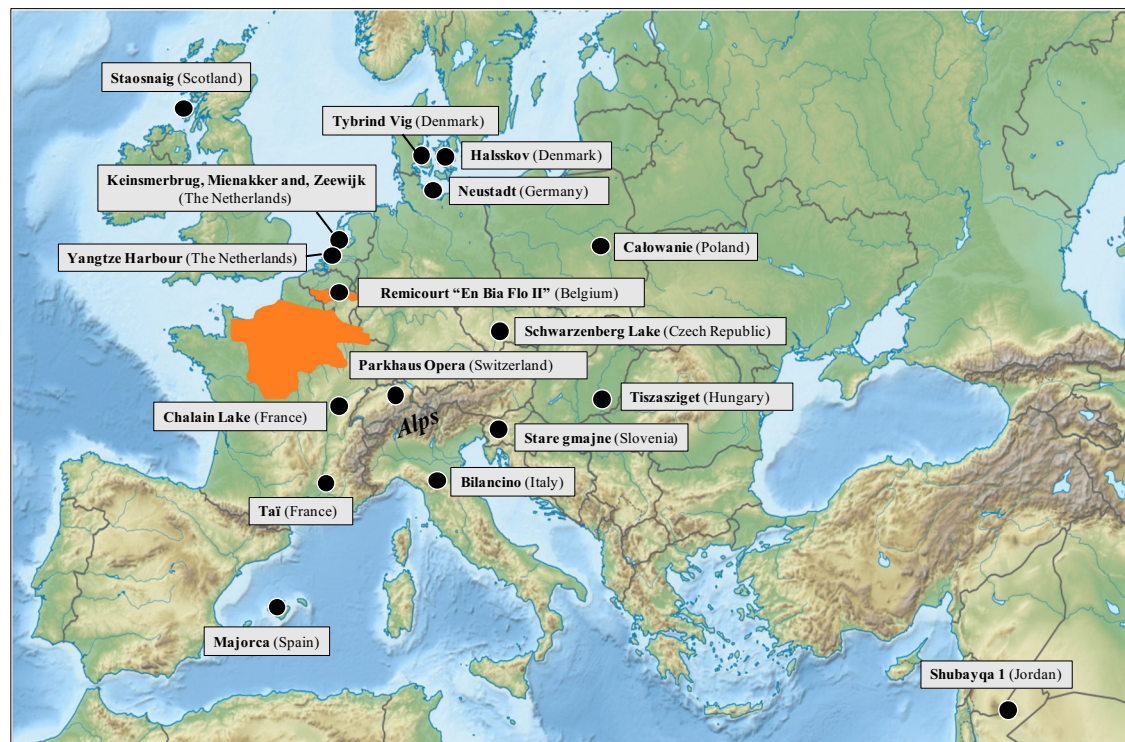 Staosnaig (Scotland)
Tybrind Vig (Denmark)
Halsskov (Denmark)
Keinsmerbrug, Mienakker and, Zeewijk
(The Netherlands)
Neustadt (Germany)
Yangtze Harbour (The Netherlands)
Całowanie (Poland)
Remicourt “En Bia Flo II” (Belgium)
Schwarzenberg Lake (Czech Republic)
Parkhaus Opera (Switzerland)
Chalain Lake (France)
Alps
Tiszasziget (Hungary)
Stare gmajne (Slovenia)
Bilancino (Italy)
Taï (France)
Majorca (Spain)
Shubayqa 1 (Jordan)